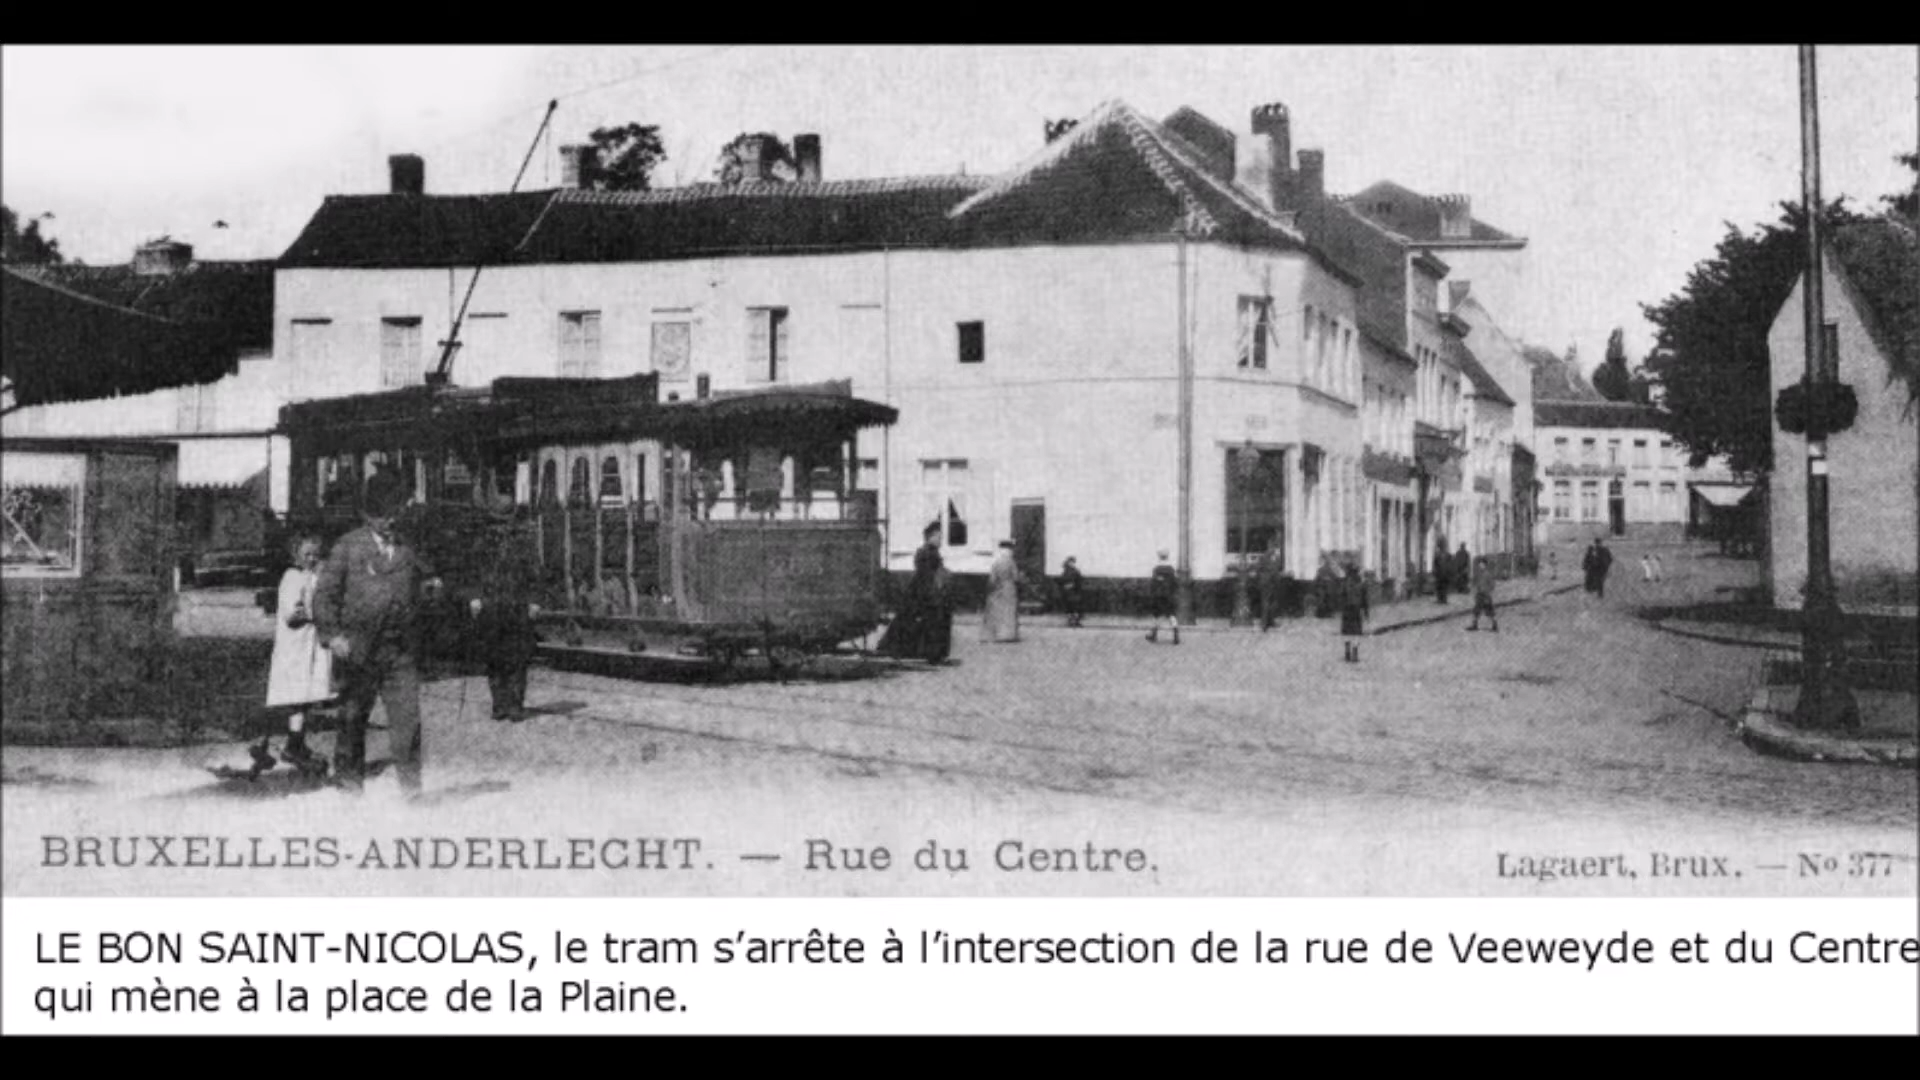 BRUXELLES-ANDERLECHT. — Rue du Centre.
Lagaert, Brux. — No 377
LE BON SAINT-NICOLAS, le tram s’arrête à l’intersection de la rue de Veeweyde et du Centre
qui mène à la place de la Plaine.